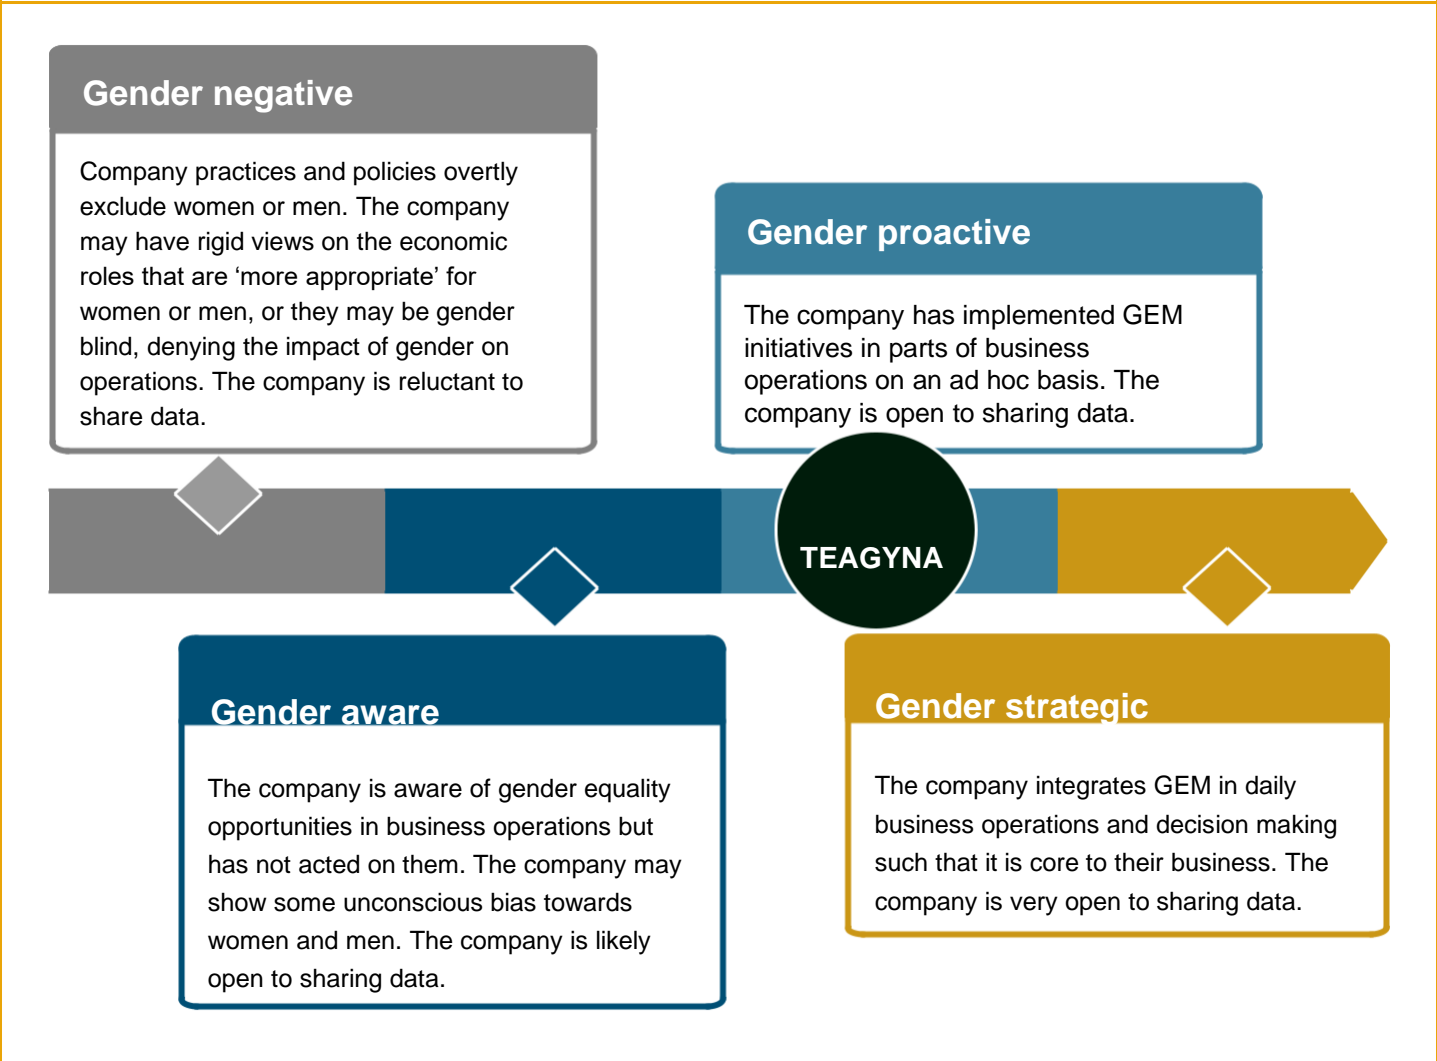 Gender negative
Company practices and policies overtly
exclude women or men. The company
may have rigid views on the economic
roles that are ‘more appropriate’ for
women or men, or they may be gender
blind, denying the impact of gender on
operations. The company is reluctant to
share data.
Gender proactive
The company has implemented GEM
initiatives in parts of business
operations on an ad hoc basis. The
company is open to sharing data.
TEAGYNA
Gender aware
The company is aware of gender equality
opportunities in business operations but
has not acted on them. The company may
show some unconscious bias towards
women and men. The company is likely
open to sharing data.
Gender strategic
The company integrates GEM in daily
business operations and decision making
such that it is core to their business. The
company is very open to sharing data.